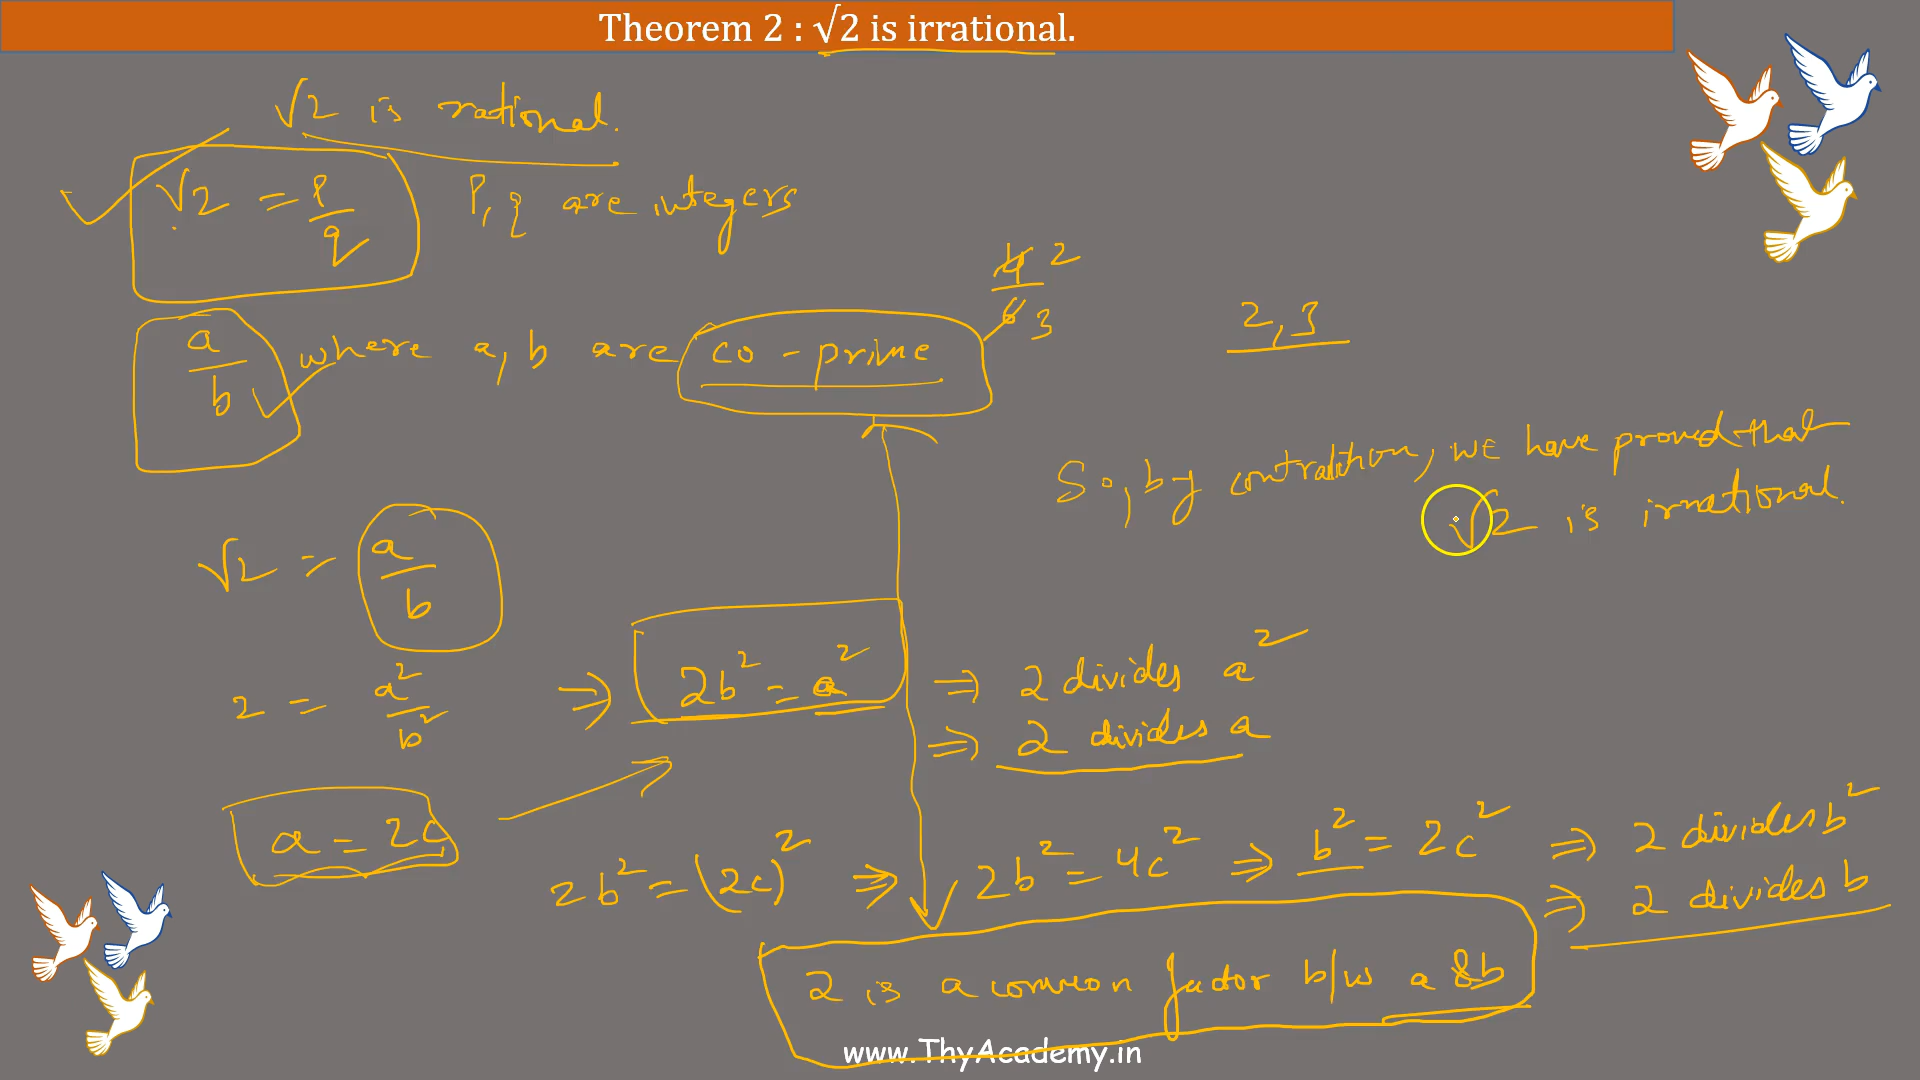 Theorem 2 : √2 is irrational.
√2 is rational.
√2 = p/q P, q are integers
4/6 2 3
2,3
a/b where a, b are co - prime
So, by contradiction, we have proved that
√2 is irrational.
√2 = a/b
2 = a²/b² ⇒ 2b² = a² ⇒ 2 divides a²
⇒ 2 divides a
a = 2c
2b² = (2c)² ⇒ 2b² = 4c² ⇒ b² = 2c² ⇒ 2 divides b²
⇒ 2 divides b
2 is a common factor b/w a & b
www.ThyAcademy.in